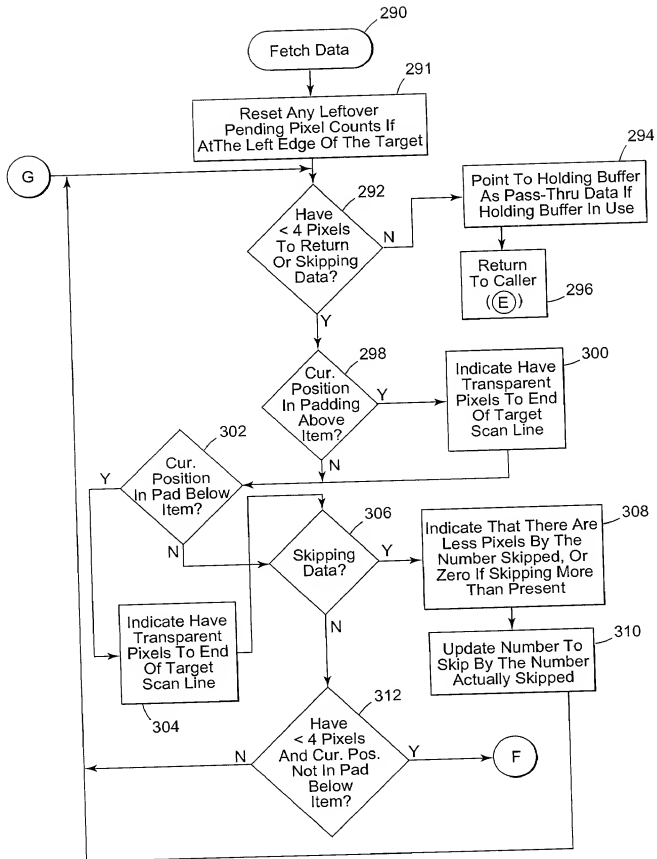 290
Fetch Data
291
Reset Any Leftover
Pending Pixel Counts If
AtThe Left Edge Of The Target
G
292
Have
< 4 Pixels
To Return
Or Skipping
Data?
N
Y
294
Point To Holding Buffer
As Pass-Thru Data If
Holding Buffer In Use
Return
To Caller
(E)
296
298
Cur.
Position
In Padding
Above
Item?
Y
N
300
Indicate Have
Transparent
Pixels To End
Of Target
Scan Line
302
Cur.
Position
In Pad Below
Item?
Y
N
Indicate Have
Transparent
Pixels To End
Of Target
Scan Line
304
306
Skipping
Data?
Y
N
308
Indicate That There Are
Less Pixels By The
Number Skipped, Or
Zero If Skipping More
Than Present
310
Update Number To
Skip By The Number
Actually Skipped
312
Have
< 4 Pixels
And Cur. Pos.
Not In Pad
Below
Item?
N
Y
F